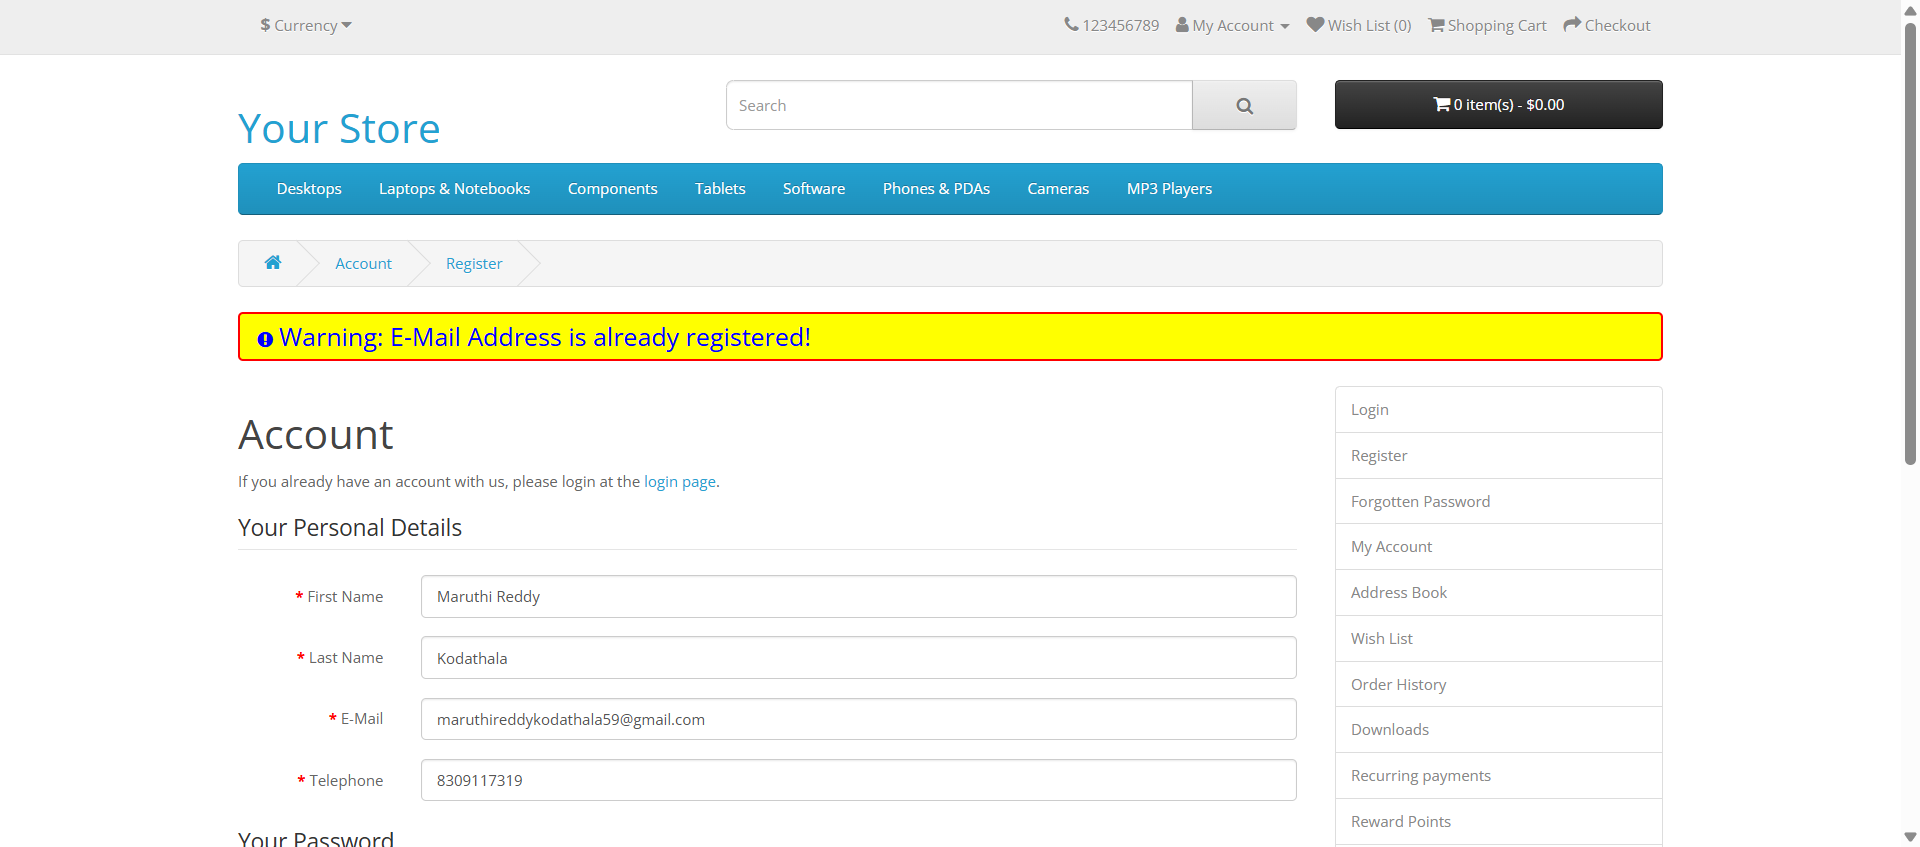 $ Currency
123456789 My Account Wish List (0) Shopping Cart Checkout
Your Store
Search
0 item(s) - $0.00
Desktops Laptops & Notebooks Components Tablets Software Phones & PDAs Cameras MP3 Players
Account Register
Warning: E-Mail Address is already registered!
Account
If you already have an account with us, please login at the login page.
Your Personal Details
* First Name Maruthi Reddy
* Last Name Kodathala
* E-Mail maruthireddykodathala59@gmail.com
* Telephone 8309117319
Your Password
Login
Register
Forgotten Password
My Account
Address Book
Wish List
Order History
Downloads
Recurring payments
Reward Points